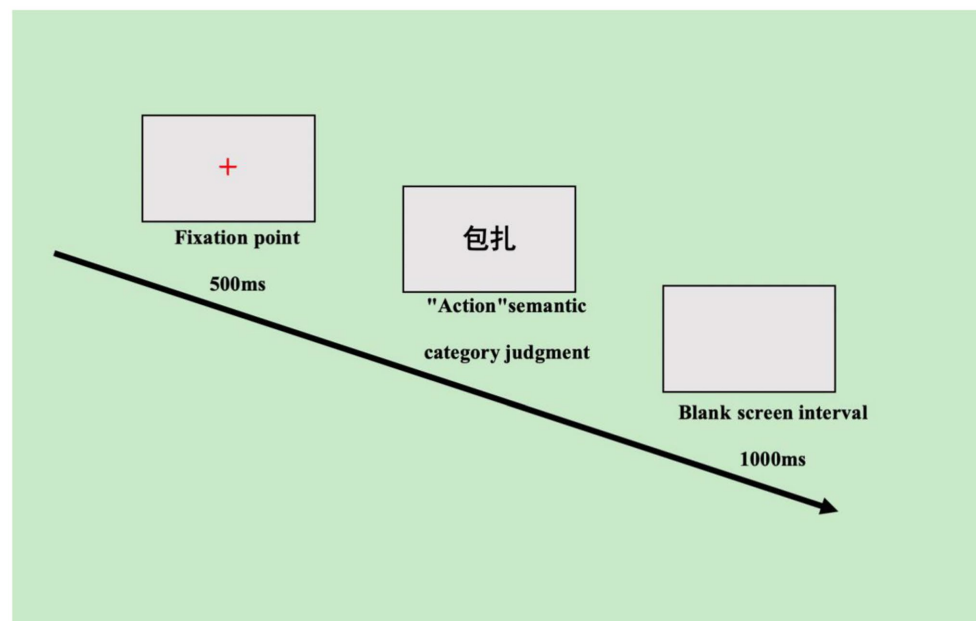 +
Fixation point
500ms
包扎
"Action"semantic
category judgment
Blank screen interval
1000ms